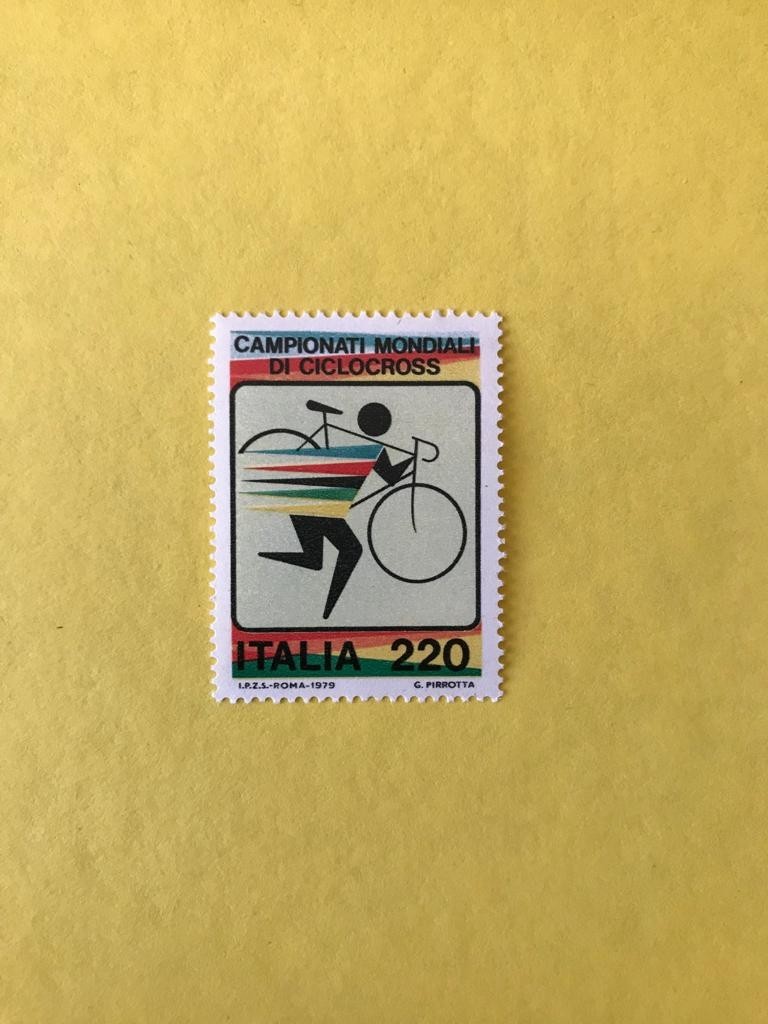 CAMPIONATI MONDIALI
DI CICLOCROSS
ITALIA 220
I.P.Z.S.-ROMA-1979 G. PIRROTTA